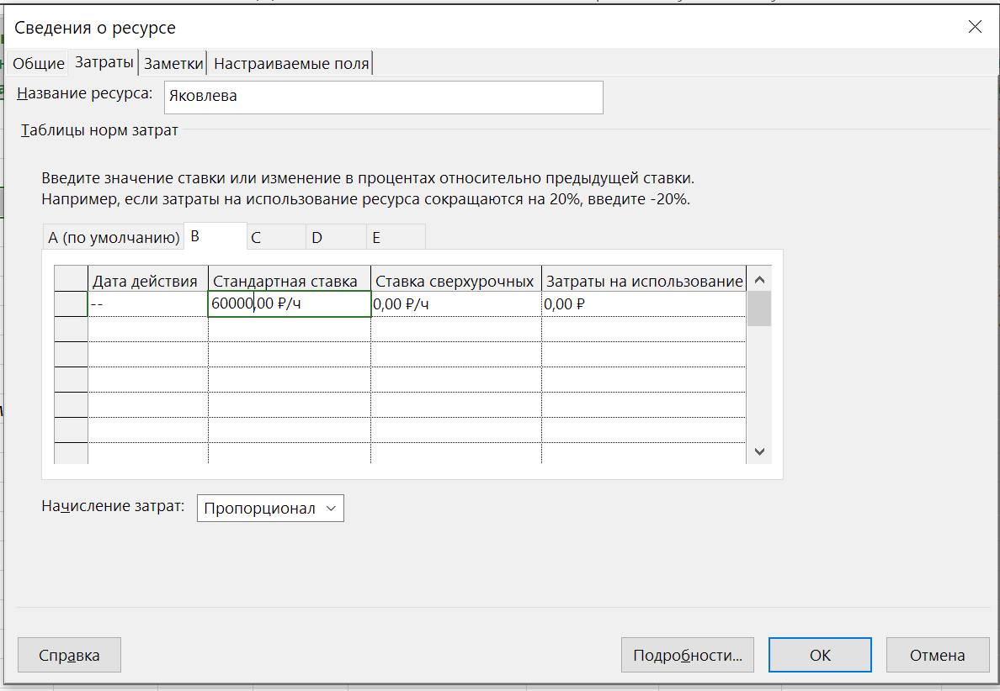 Сведения о ресурсе
Общие Затраты Заметки Настраиваемые поля
Название ресурса: Яковлева
Таблицы норм затрат
Введите значение ставки или изменение в процентах относительно предыдущей ставки.
Например, если затраты на использование ресурса сокращаются на 20%, введите -20%.
A (по умолчанию) B C D E
Дата действия Стандартная ставка Ставка сверхурочных Затраты на использование
-- 60000,00 ₽/ч 0,00 ₽/ч 0,00 ₽
Начисление затрат: Пропорционал
Справка Подробности... ОК Отмена